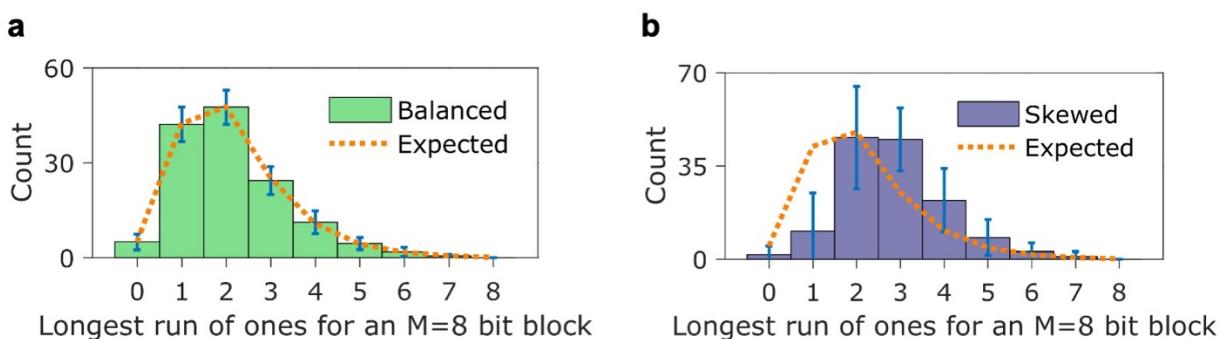 a
60
30
0
Count
Balanced
Expected
0 1 2 3 4 5 6 7 8
Longest run of ones for an M=8 bit block
b
70
35
0
Count
Skewed
Expected
0 1 2 3 4 5 6 7 8
Longest run of ones for an M=8 bit block